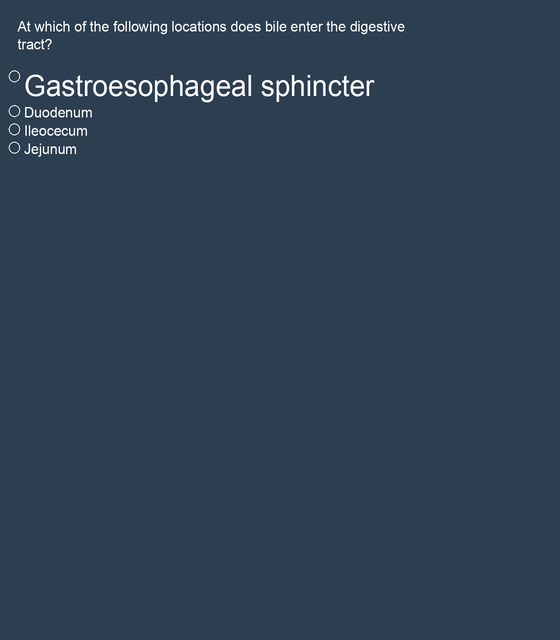 At which of the following locations does bile enter the digestive
tract?
Gastroesophageal sphincter
Duodenum
Ileocecum
Jejunum